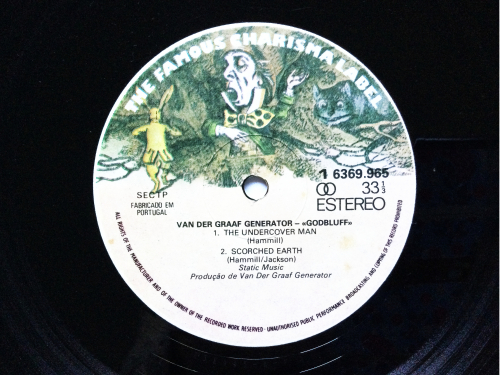 THE FAMOUS CHARISMA LABEL
1 6369.965
33 1/3
ESTEREO
SECTP
FABRICADO EM
PORTUGAL
VAN DER GRAAF GENERATOR – «GODBLUFF»
1. THE UNDERCOVER MAN
(Hammill)
2. SCORCHED EARTH
(Hammill/Jackson)
Static Music
Produção de Van Der Graaf Generator
ALL RIGHTS OF THE MANUFACTURER AND OF THE OWNER OF THE RECORDED WORK RESERVED · UNAUTHORISED PUBLIC PERFORMANCE BROADCASTING AND COPYING OF THIS RECORD PROHIBITED